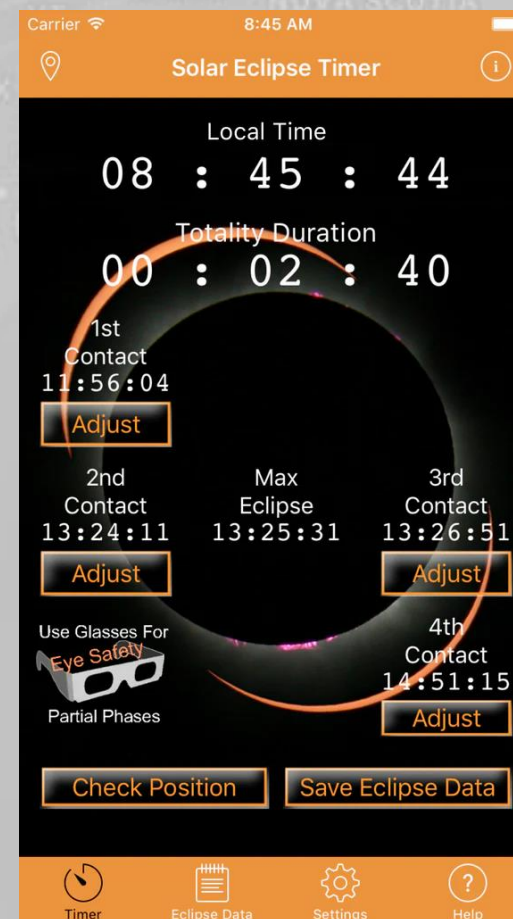 NOVA SCOTIA
Carrier 8:45 AM
Solar Eclipse Timer
i
Local Time
08 : 45 : 44
Totality Duration
00 : 02 : 40
1st
Contact
11:56:04
Adjust
2nd
Contact
13:24:11
Adjust
Max
Eclipse
13:25:31
3rd
Contact
13:26:51
Adjust
Use Glasses For
Eye Safety
Partial Phases
4th
Contact
14:51:15
Adjust
Check Position
Save Eclipse Data
Timer
Eclipse Data
Settings
?
Help